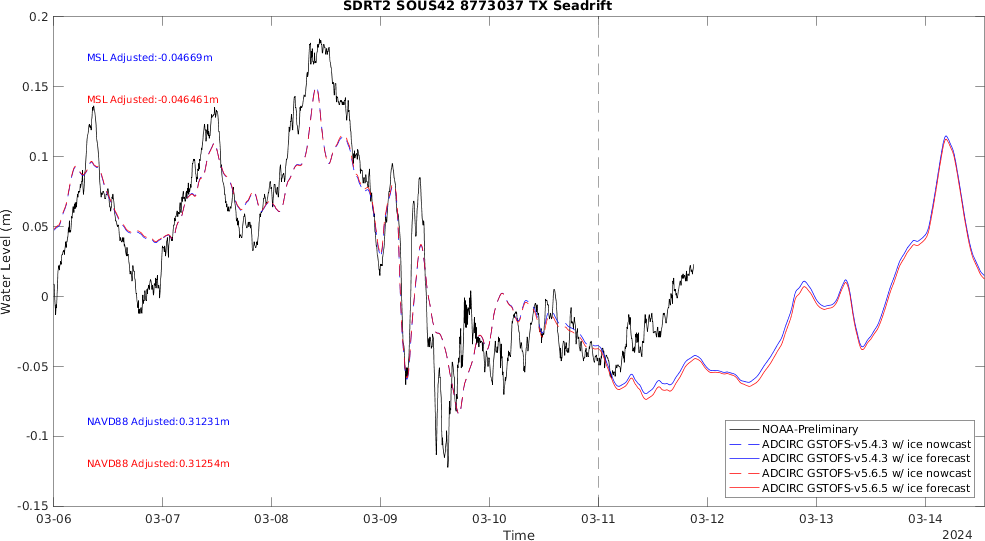 SDRT2 SOUS42 8773037 TX Seadrift
0.2
0.15
0.1
0.05
0
-0.05
-0.1
-0.15
Water Level (m)
MSL Adjusted:-0.04669m
MSL Adjusted:-0.046461m
NAVD88 Adjusted:0.31231m
NAVD88 Adjusted:0.31254m
NOAA-Preliminary
ADCIRC GSTOFS-v5.4.3 w/ ice nowcast
ADCIRC GSTOFS-v5.4.3 w/ ice forecast
ADCIRC GSTOFS-v5.6.5 w/ ice nowcast
ADCIRC GSTOFS-v5.6.5 w/ ice forecast
03-06 03-07 03-08 03-09 03-10 03-11 03-12 03-13 03-14
Time
2024